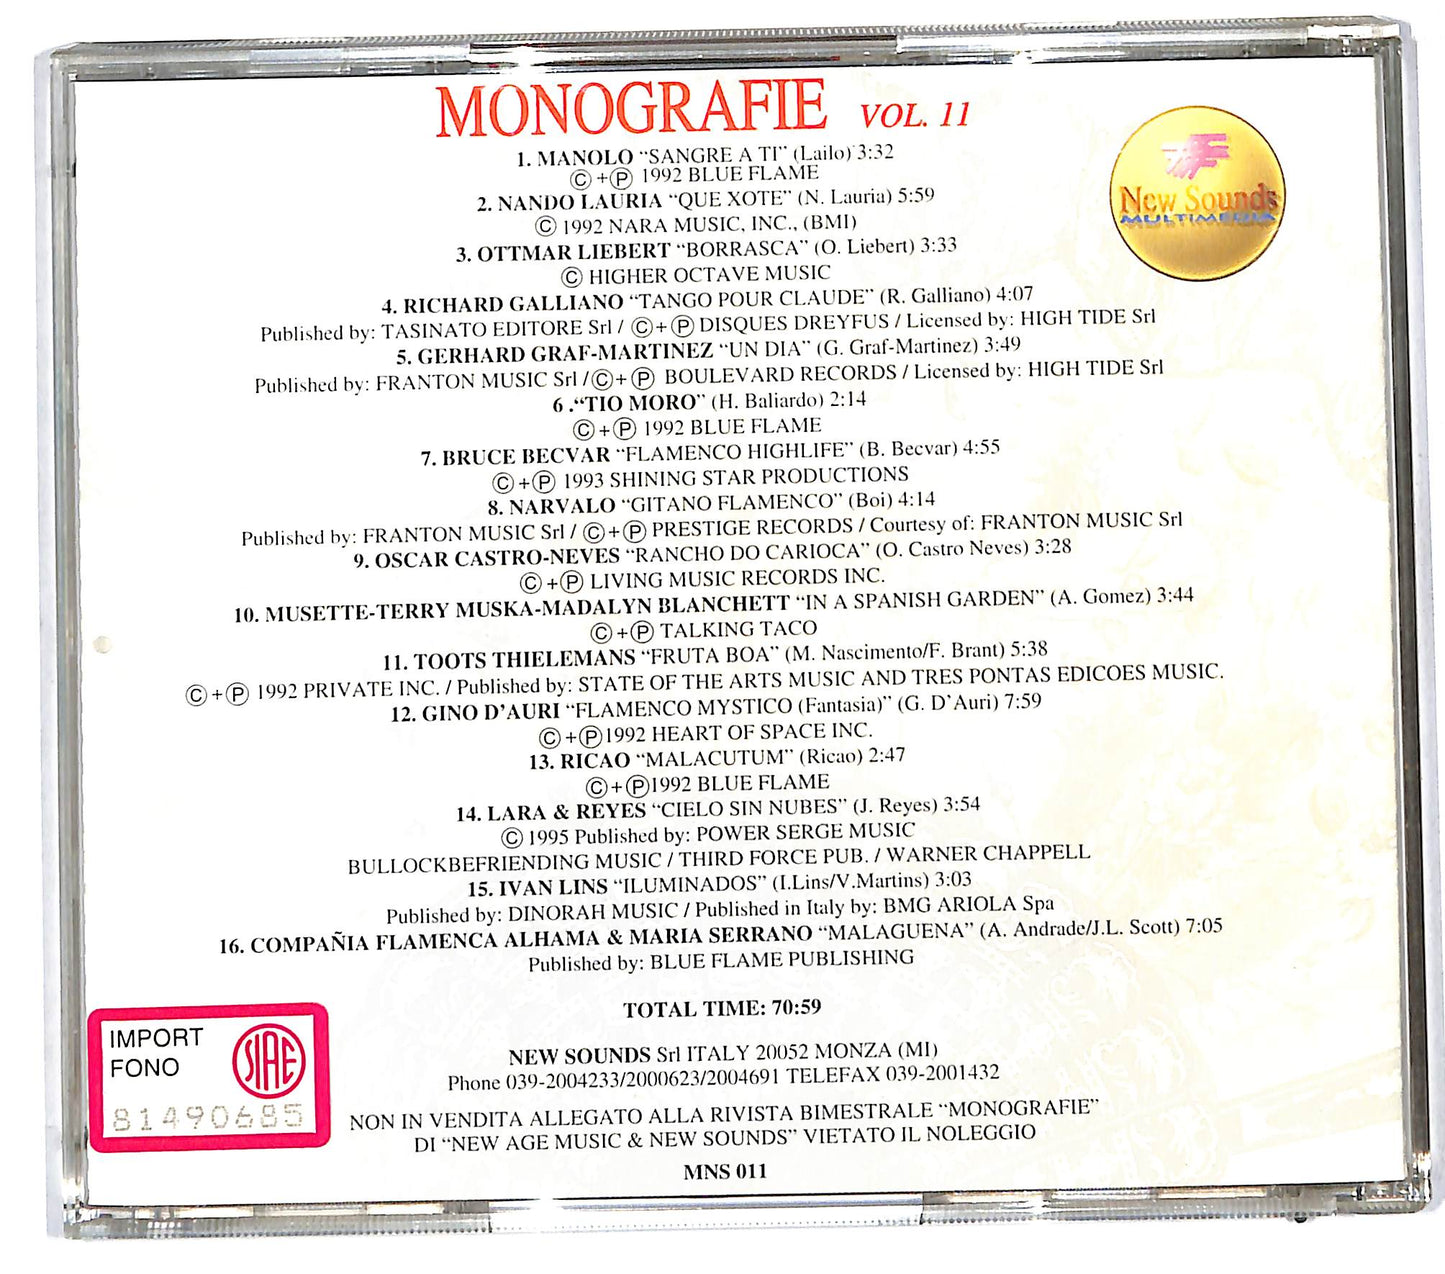 MONOGRAFIE VOL. 11
1. MANOLO "SANGRE A TI" (Lailo) 3:32
Ⓒ+Ⓟ 1992 BLUE FLAME
2. NANDO LAURIA "QUE XOTE" (N. Lauria) 5:59
Ⓒ 1992 NARA MUSIC, INC., (BMI)
3. OTTMAR LIEBERT "BORRASCA" (O. Liebert) 3:33
Ⓒ HIGHER OCTAVE MUSIC
4. RICHARD GALLIANO "TANGO POUR CLAUDE" (R. Galliano) 4:07
Published by: TASINATO EDITORE Srl / Ⓒ+Ⓟ DISQUES DREYFUS / Licensed by: HIGH TIDE Srl
5. GERHARD GRAF-MARTINEZ "UN DIA" (G. Graf-Martinez) 3:49
Published by: FRANTON MUSIC Srl /Ⓒ+Ⓟ BOULEVARD RECORDS / Licensed by: HIGH TIDE Srl
6 ."TIO MORO" (H. Baliardo) 2:14
Ⓒ+Ⓟ 1992 BLUE FLAME
7. BRUCE BECVAR "FLAMENCO HIGHLIFE" (B. Becvar) 4:55
Ⓒ+Ⓟ 1993 SHINING STAR PRODUCTIONS
8. NARVALO "GITANO FLAMENCO" (Boi) 4:14
Published by: FRANTON MUSIC Srl / Ⓒ+Ⓟ PRESTIGE RECORDS / Courtesy of: FRANTON MUSIC Srl
9. OSCAR CASTRO-NEVES "RANCHO DO CARIOCA" (O. Castro Neves) 3:28
Ⓒ+Ⓟ LIVING MUSIC RECORDS INC.
10. MUSETTE-TERRY MUSKA-MADALYN BLANCHETT "IN A SPANISH GARDEN" (A. Gomez) 3:44
Ⓒ+Ⓟ TALKING TACO
11. TOOTS THIELEMANS "FRUTA BOA" (M. Nascimento/F. Brant) 5:38
Ⓒ+Ⓟ 1992 PRIVATE INC. / Published by: STATE OF THE ARTS MUSIC AND TRES PONTAS EDICOES MUSIC.
12. GINO D'AURI "FLAMENCO MYSTICO (Fantasia)" (G. D'Auri) 7:59
Ⓒ+Ⓟ1992 HEART OF SPACE INC.
13. RICAO "MALACUTUM" (Ricao) 2:47
Ⓒ+Ⓟ1992 BLUE FLAME
14. LARA & REYES "CIELO SIN NUBES" (J. Reyes) 3:54
Ⓒ 1995 Published by: POWER SERGE MUSIC
BULLOCKBEFRIENDING MUSIC / THIRD FORCE PUB. / WARNER CHAPPELL
15. IVAN LINS "ILUMINADOS" (I.Lins/V.Martins) 3:03
Published by: DINORAH MUSIC / Published in Italy by: BMG ARIOLA Spa
16. COMPAÑIA FLAMENCA ALHAMA & MARIA SERRANO "MALAGUENA" (A. Andrade/J.L. Scott) 7:05
Published by: BLUE FLAME PUBLISHING
TOTAL TIME: 70:59
NEW SOUNDS Srl ITALY 20052 MONZA (MI)
Phone 039-2004233/2000623/2004691 TELEFAX 039-2001432
NON IN VENDITA ALLEGATO ALLA RIVISTA BIMESTRALE "MONOGRAFIE"
DI "NEW AGE MUSIC & NEW SOUNDS" VIETATO IL NOLEGGIO
MNS 011
New Sounds
MULTIMEDIA
IMPORT
FONO
SIAE
81490685